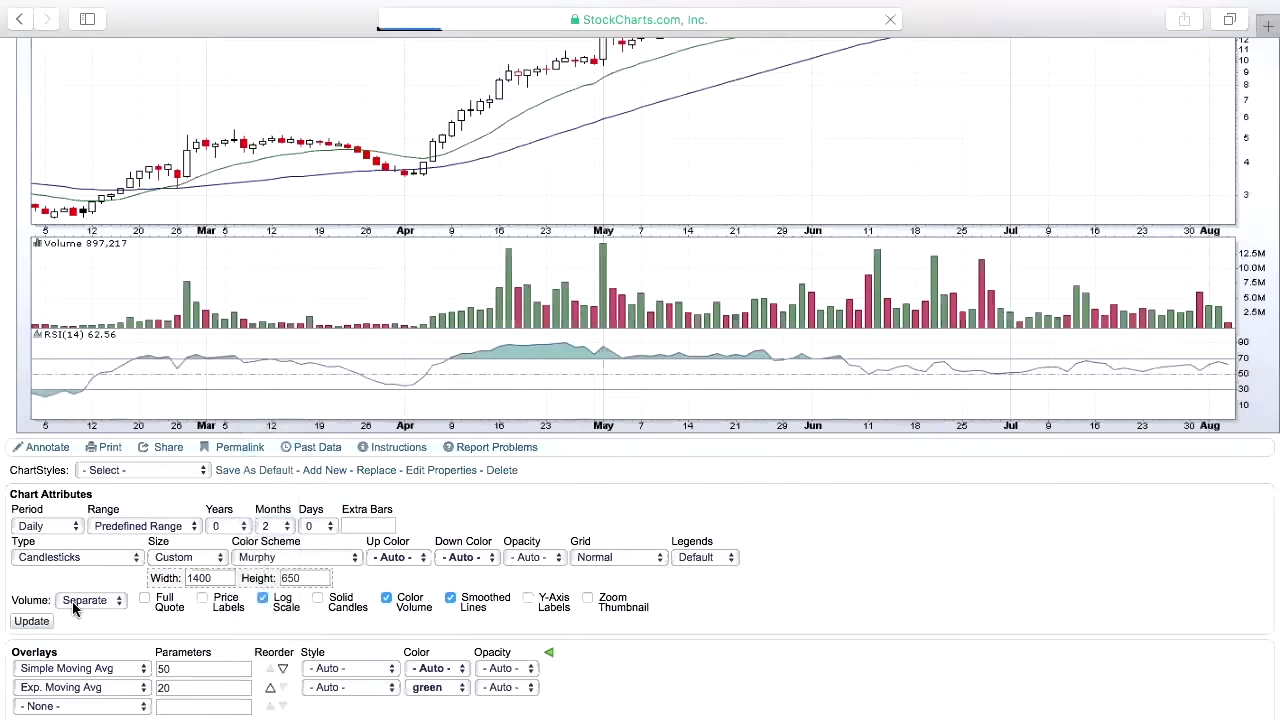 StockCharts.com, Inc.
12
11
10
9
8
7
6
5
4
3
5 12 20 26 Mar 5 12 19 26 Apr 9 16 23 May 7 14 21 29 Jun 11 18 25 Jul 9 16 23 30 Aug
Volume 897,217
12.5M
10.0M
7.5M
5.0M
2.5M
RSI(14) 62.56
90
70
50
30
10
5 12 20 26 Mar 5 12 19 26 Apr 9 16 23 May 7 14 21 29 Jun 11 18 25 Jul 9 16 23 30 Aug
Annotate Print Share Permalink Past Data Instructions Report Problems
ChartStyles: - Select - Save As Default - Add New - Replace - Edit Properties - Delete
Chart Attributes
Period Range Years Months Days Extra Bars
Daily Predefined Range 0 2 0
Type Size Color Scheme Up Color Down Color Opacity Grid Legends
Candlesticks Custom Murphy - Auto - - Auto - - Auto - Normal Default
Width: 1400 Height: 650
Volume: Separate Full Quote Price Labels Log Scale Solid Candles Color Volume Smoothed Lines Y-Axis Labels Zoom Thumbnail
Update
Overlays Parameters Reorder Style Color Opacity
Simple Moving Avg 50 - Auto - - Auto - - Auto -
Exp. Moving Avg 20 - Auto - green - Auto -
- None -